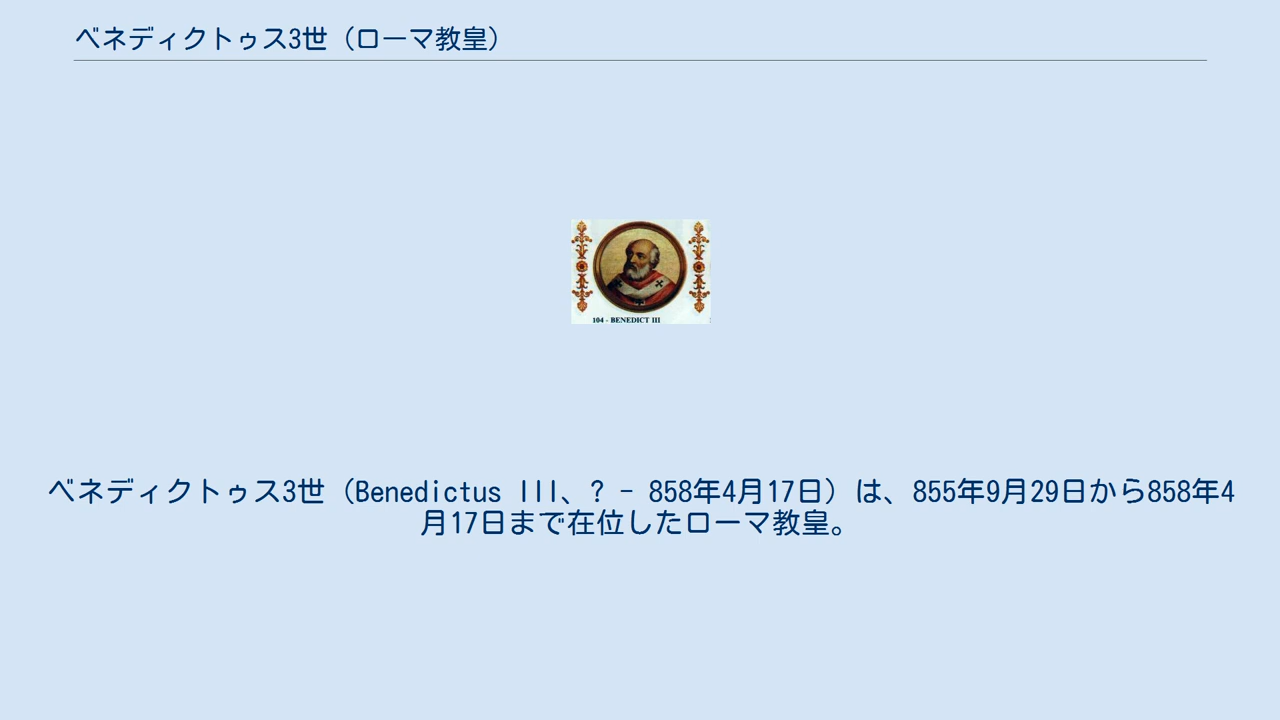 ベネディクトゥス3世（ローマ教皇）
104 - BENEDICT III
ベネディクトゥス3世（Benedictus III、? - 858年4月17日）は、855年9月29日から858年4
月17日まで在位したローマ教皇。